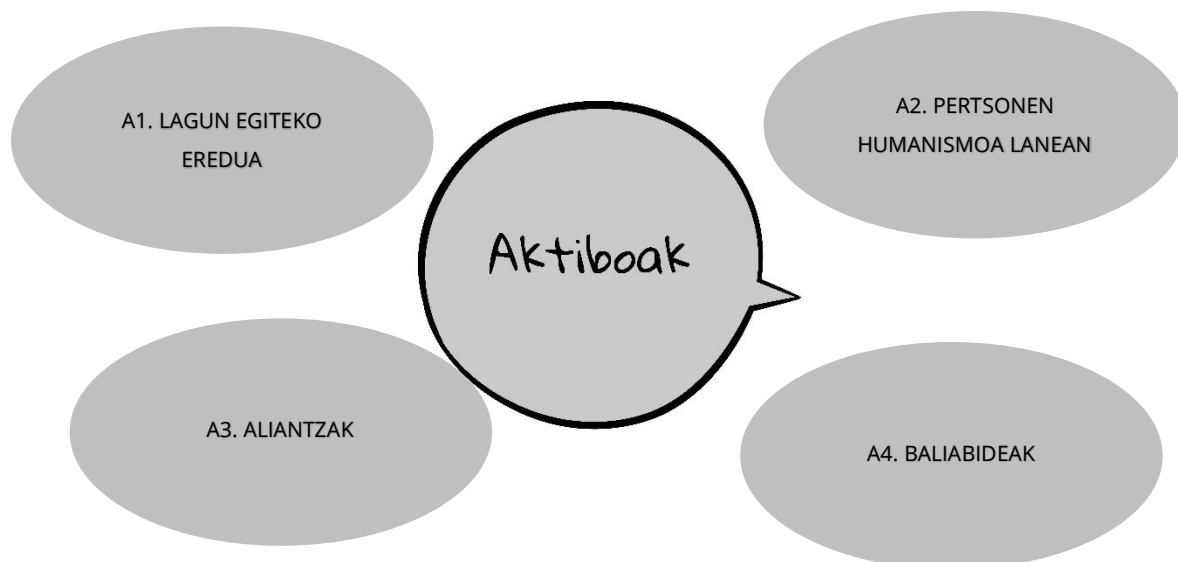 A1. LAGUN EGITEKO
EREDUA
A2. PERTSONEN
HUMANISMOA LANEAN
Aktiboak
A3. ALIANTZAK
A4. BALIABIDEAK